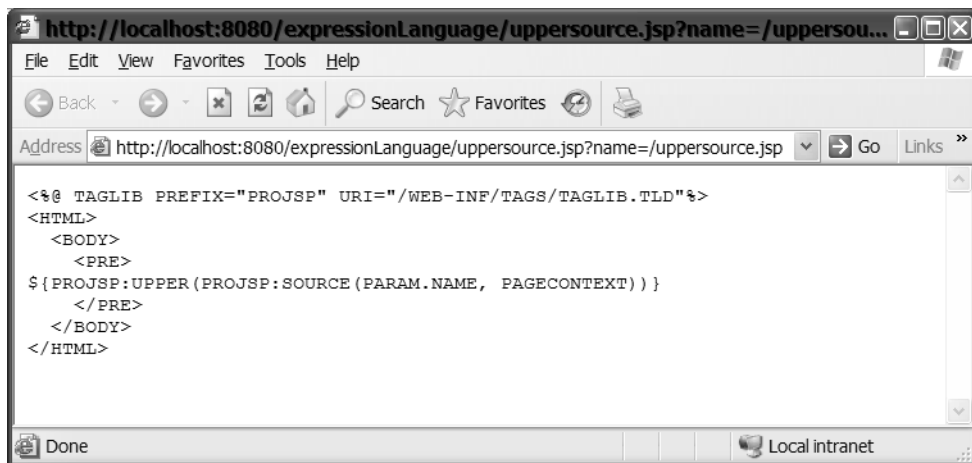 http://localhost:8080/expressionLanguage/uppersource.jsp?name=/uppersou...
File Edit View Favorites Tools Help
Back Search Favorites
Address http://localhost:8080/expressionLanguage/uppersource.jsp?name=/uppersource.jsp Go Links »
<%@ TAGLIB PREFIX="PROJSP" URI="/WEB-INF/TAGS/TAGLIB.TLD"%>
<HTML>
<BODY>
<PRE>
${PROJSP:UPPER(PROJSP:SOURCE(PARAM.NAME, PAGECONTEXT))}
</PRE>
</BODY>
</HTML>
Done Local intranet